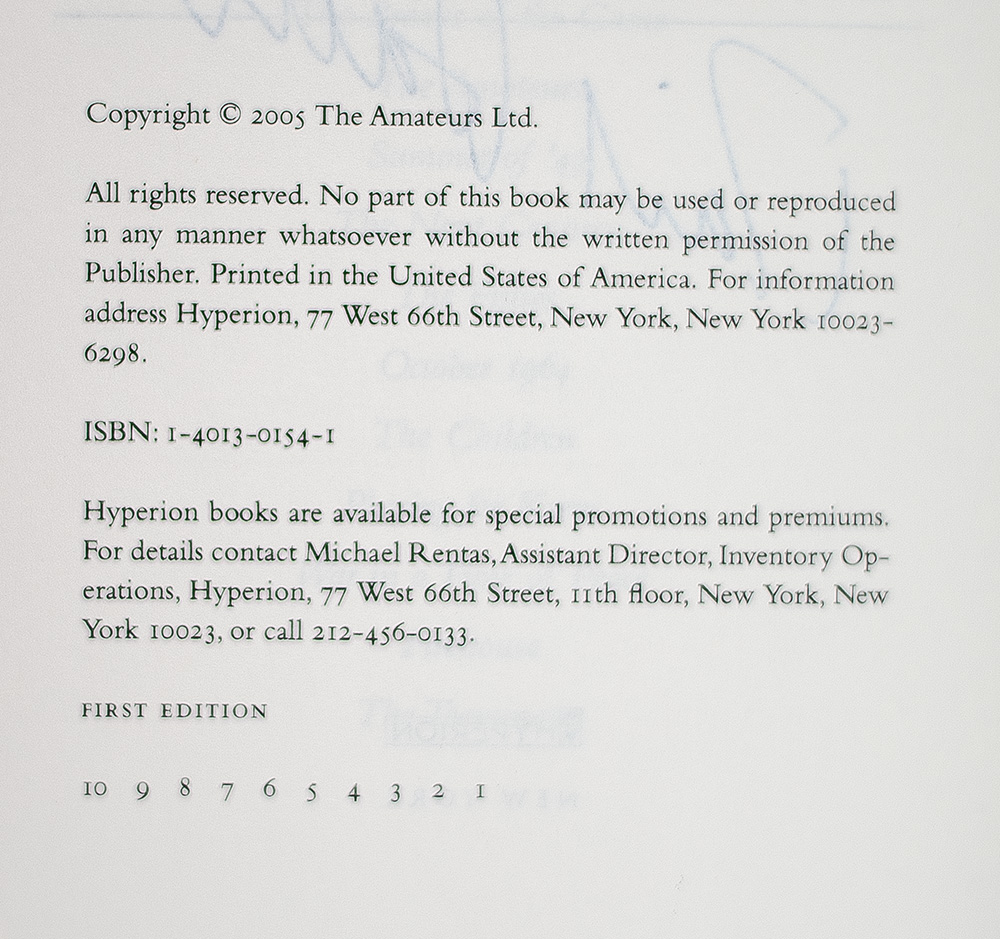 Copyright © 2005 The Amateurs Ltd.
All rights reserved. No part of this book may be used or reproduced
in any manner whatsoever without the written permission of the
Publisher. Printed in the United States of America. For information
address Hyperion, 77 West 66th Street, New York, New York 10023-
6298.
ISBN: 1-4013-0154-1
Hyperion books are available for special promotions and premiums.
For details contact Michael Rentas, Assistant Director, Inventory Op-
erations, Hyperion, 77 West 66th Street, 11th floor, New York, New
York 10023, or call 212-456-0133.
FIRST EDITION
10 9 8 7 6 5 4 3 2 1